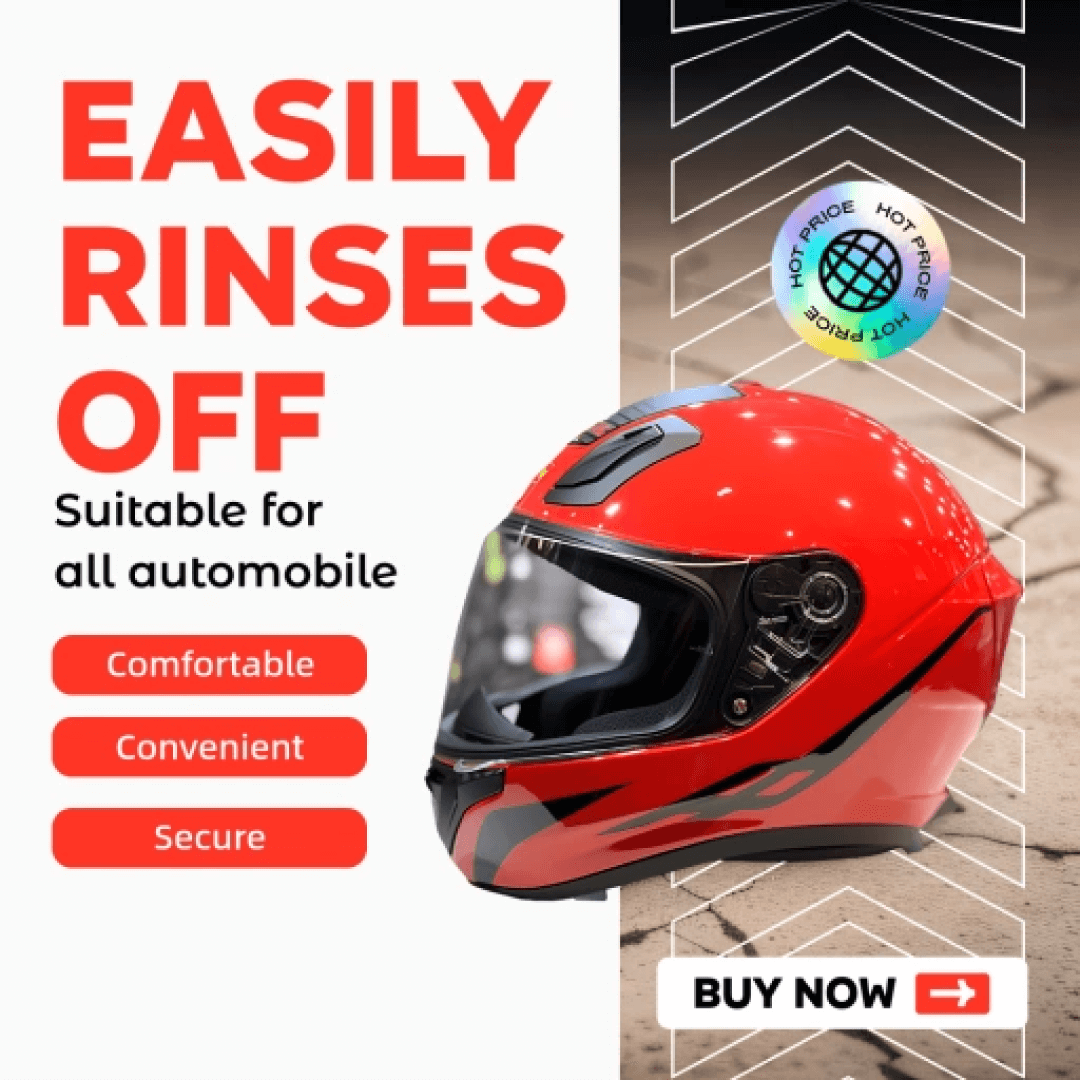 EASILY
RINSES
OFF
Suitable for
all automobile
Comfortable
Convenient
Secure
HOT PRICE HOT PRICE HOT PRICE
BUY NOW